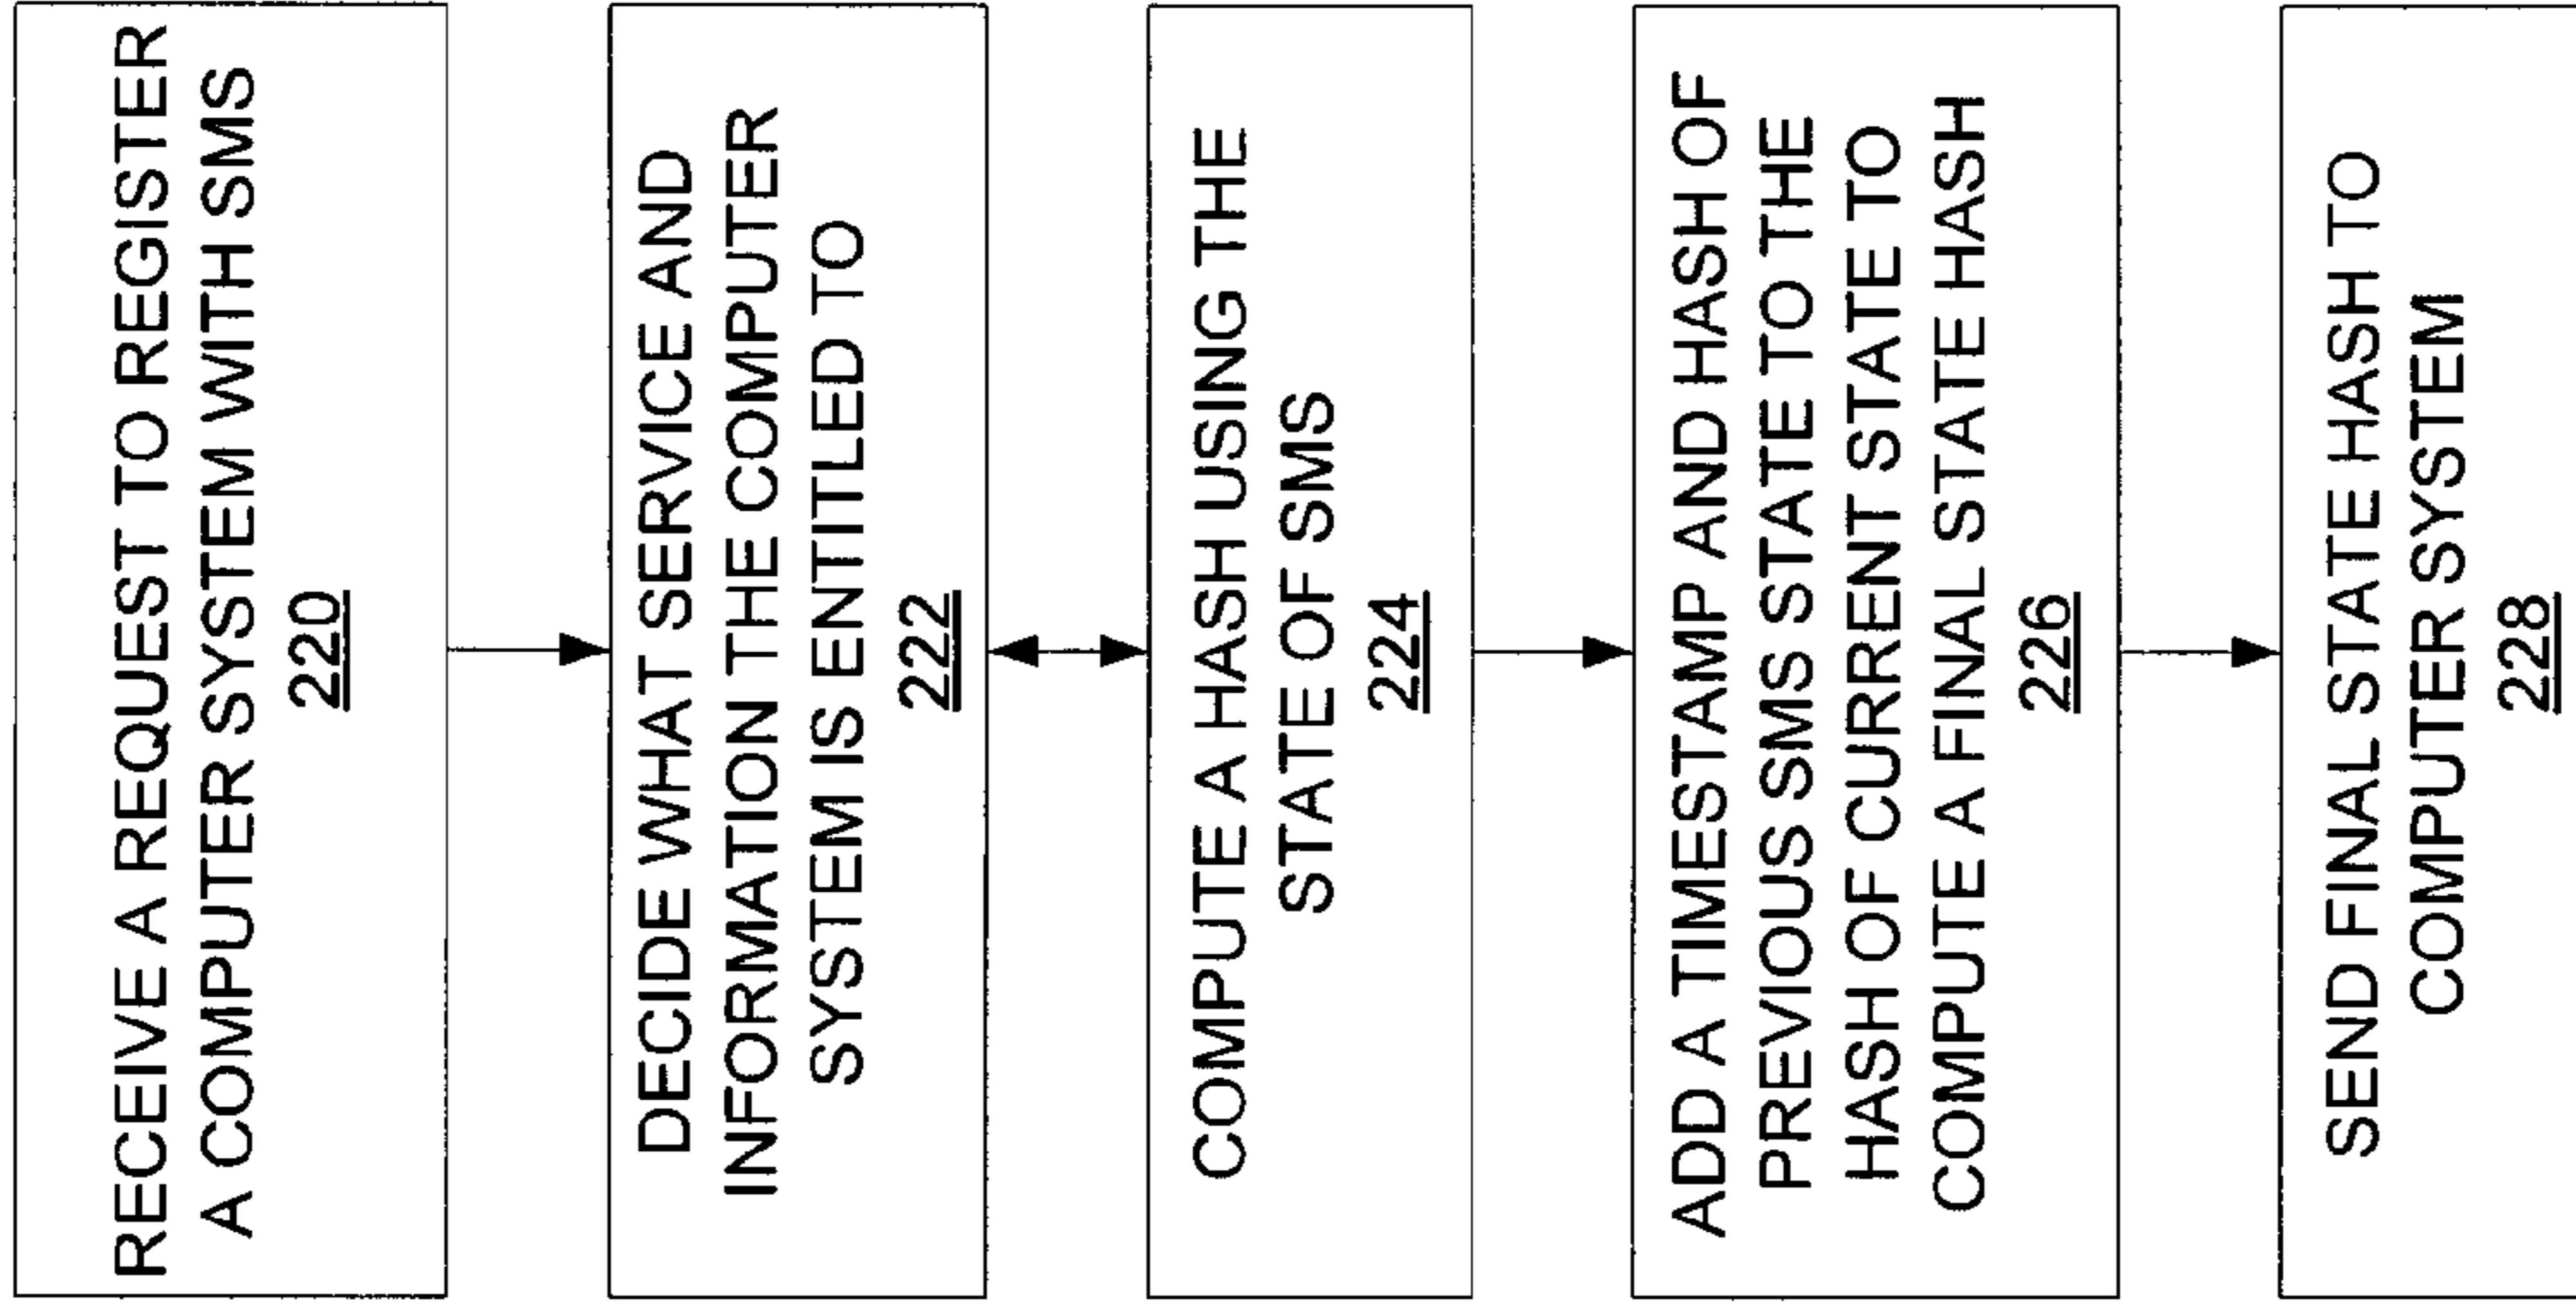 RECEIVE A REQUEST TO REGISTER
A COMPUTER SYSTEM WITH SMS
220
DECIDE WHAT SERVICE AND
INFORMATION THE COMPUTER
SYSTEM IS ENTITLED TO
222
COMPUTE A HASH USING THE
STATE OF SMS
224
ADD A TIMESTAMP AND HASH OF
PREVIOUS SMS STATE TO THE
HASH OF CURRENT STATE TO
COMPUTE A FINAL STATE HASH
226
SEND FINAL STATE HASH TO
COMPUTER SYSTEM
228